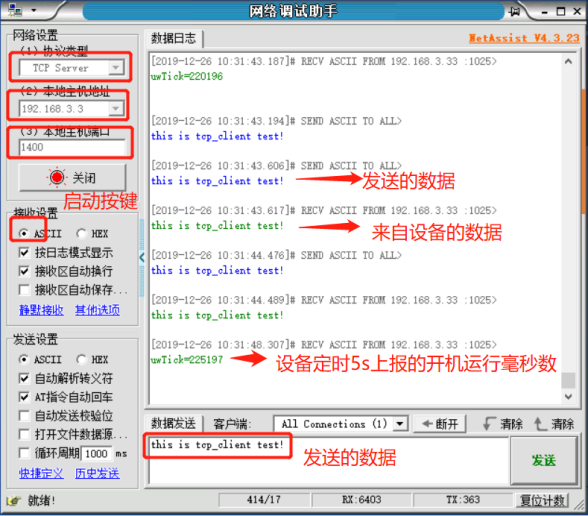 网络调试助手
网络设置
(1) 协议类型
TCP Server
(2) 本地主机地址
192.168.3.3
(3) 本地主机端口
1400
关闭
启动按键
接收设置
ASCII HEX
按日志模式显示
接收区自动换行
接收区自动保存...
静默接收 其他选项
发送设置
ASCII HEX
自动解析转义符
AT指令自动回车
自动发送校验位
打开文件数据源...
循环周期 1000 ms
快捷定义 历史发送
数据日志
NetAssist V4.3.23
[2019-12-26 10:31:43.187]# RECV ASCII FROM 192.168.3.33 :1025>
uwTick=220196
[2019-12-26 10:31:43.194]# SEND ASCII TO ALL>
this is tcp_client test!
[2019-12-26 10:31:43.606]# SEND ASCII TO ALL>
this is tcp_client test!
发送的数据
[2019-12-26 10:31:43.617]# RECV ASCII FROM 192.168.3.33 :1025>
this is tcp_client test!
来自设备的数据
[2019-12-26 10:31:44.476]# SEND ASCII TO ALL>
this is tcp_client test!
[2019-12-26 10:31:44.489]# RECV ASCII FROM 192.168.3.33 :1025>
this is tcp_client test!
[2019-12-26 10:31:48.307]# RECV ASCII FROM 192.168.3.33 :1025>
uwTick=225197
设备定时5s上报的开机运行毫秒数
数据发送 客户端: All Connections (1) 断开 清除 清除
this is tcp_client test!
发送的数据
发送
就绪! 414/17 RX:6403 TX:363 复位计数